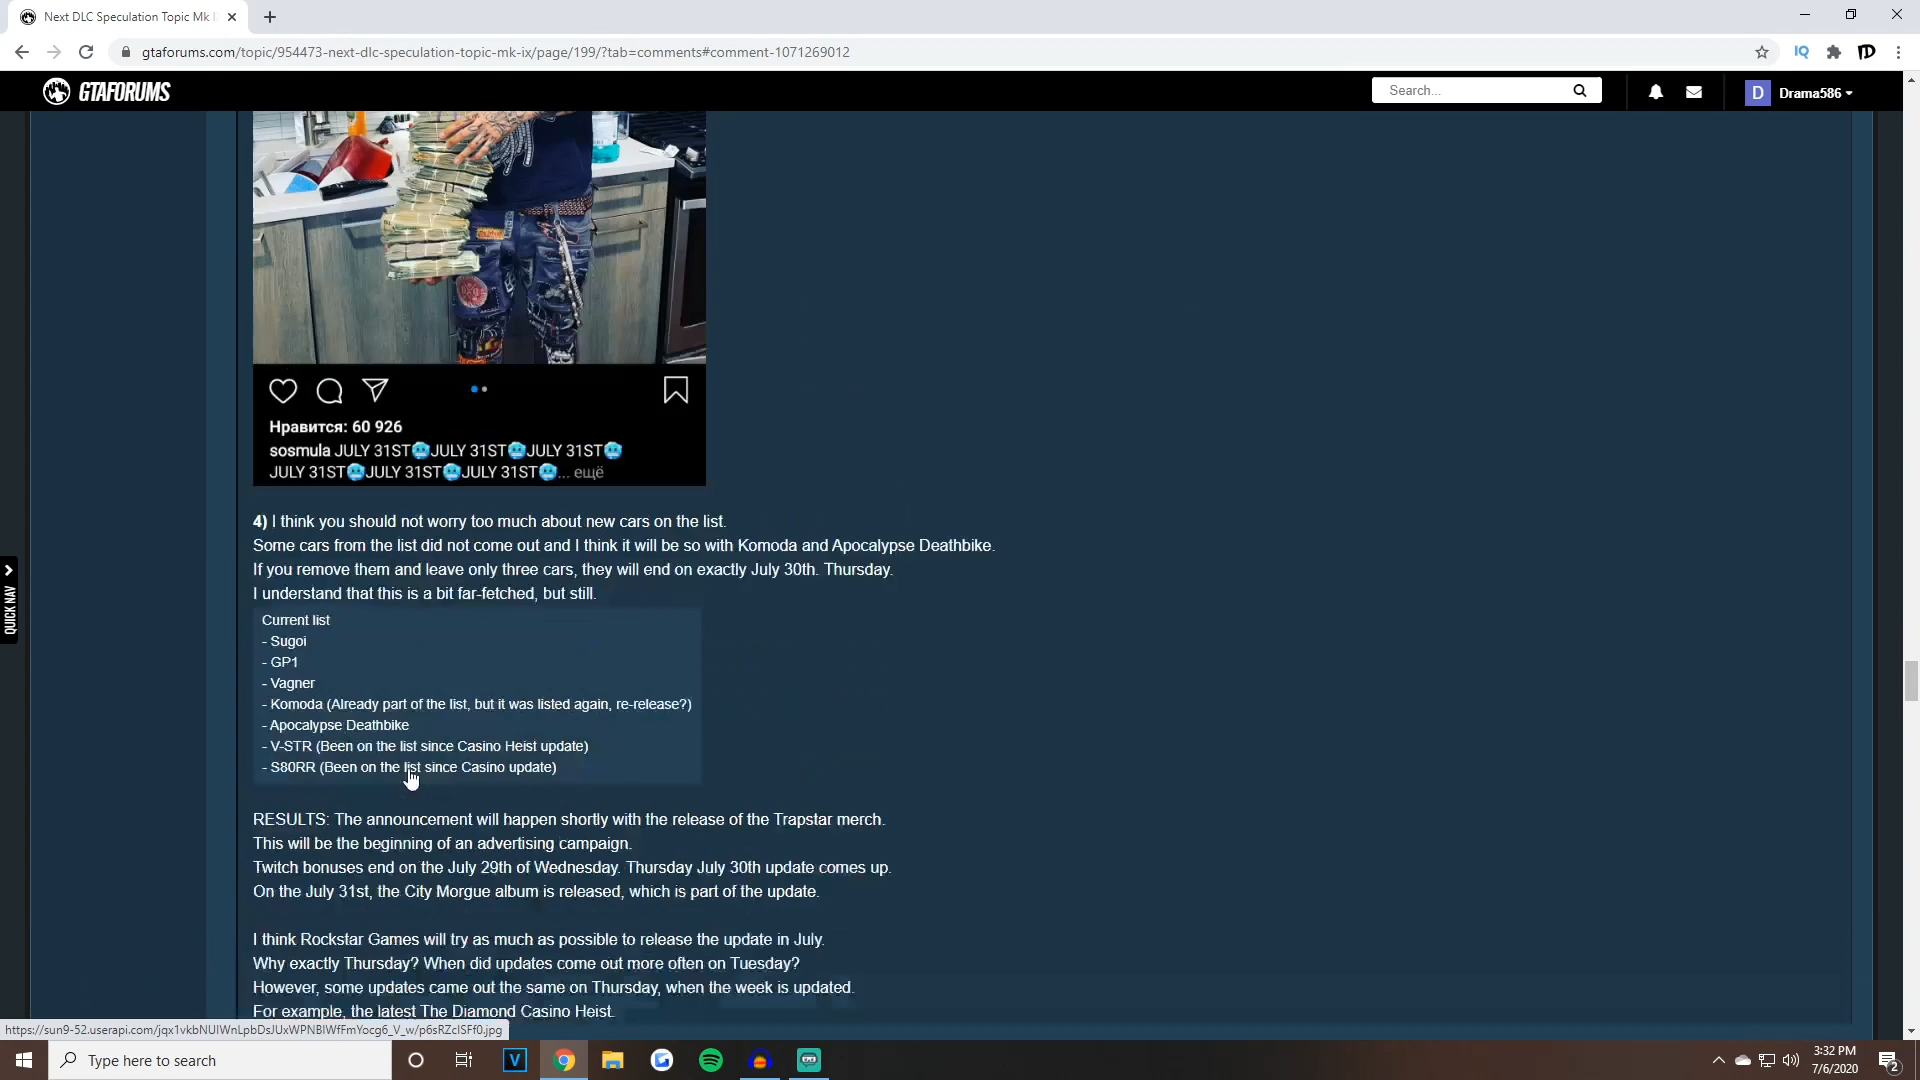 Next DLC Speculation Topic Mk I
gtaforums.com/topic/954473-next-dlc-speculation-topic-mk-ix/page/199/?tab=comments#comment-1071269012
IQ
GTAFORUMS
Search...
D
Drama586
Нравится: 60 926
sosmula JULY 31ST🥶JULY 31ST🥶JULY 31ST🥶
JULY 31ST🥶JULY 31ST🥶JULY 31ST🥶... ещё
4) I think you should not worry too much about new cars on the list.
Some cars from the list did not come out and I think it will be so with Komoda and Apocalypse Deathbike.
If you remove them and leave only three cars, they will end on exactly July 30th. Thursday.
I understand that this is a bit far-fetched, but still.
Current list
- Sugoi
- GP1
- Vagner
- Komoda (Already part of the list, but it was listed again, re-release?)
- Apocalypse Deathbike
- V-STR (Been on the list since Casino Heist update)
- S80RR (Been on the list since Casino update)
QUICK NAV
RESULTS: The announcement will happen shortly with the release of the Trapstar merch.
This will be the beginning of an advertising campaign.
Twitch bonuses end on the July 29th of Wednesday. Thursday July 30th update comes up.
On the July 31st, the City Morgue album is released, which is part of the update.
I think Rockstar Games will try as much as possible to release the update in July.
Why exactly Thursday? When did updates come out more often on Tuesday?
However, some updates came out the same on Thursday, when the week is updated.
For example, the latest The Diamond Casino Heist.
Type here to search
V
3:32 PM
7/6/2020
2